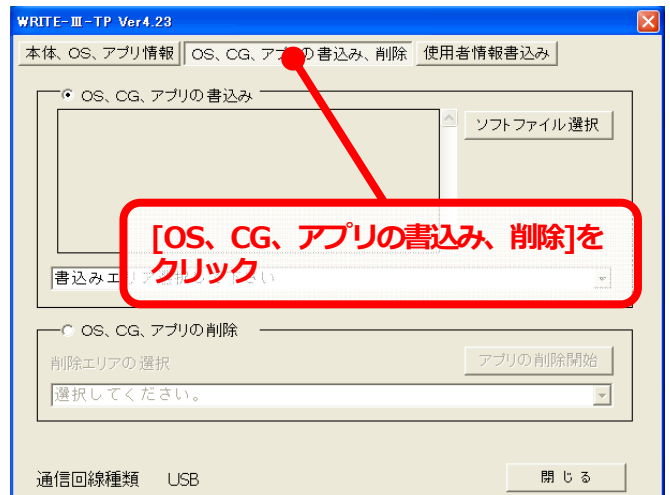 WRITE-Ⅲ-TP Ver4.23
本体、OS、アプリ情報 OS、CG、ア の書込み、削除 使用者情報書込み
OS、CG、アプリの書込み
ソフトファイル選択
[OS、CG、アプリの書込み、削除]を
クリック
書込みエリア さい
OS、CG、アプリの削除
削除エリアの選択 アプリの削除開始
選択してください。
通信回線種類 USB 閉じる